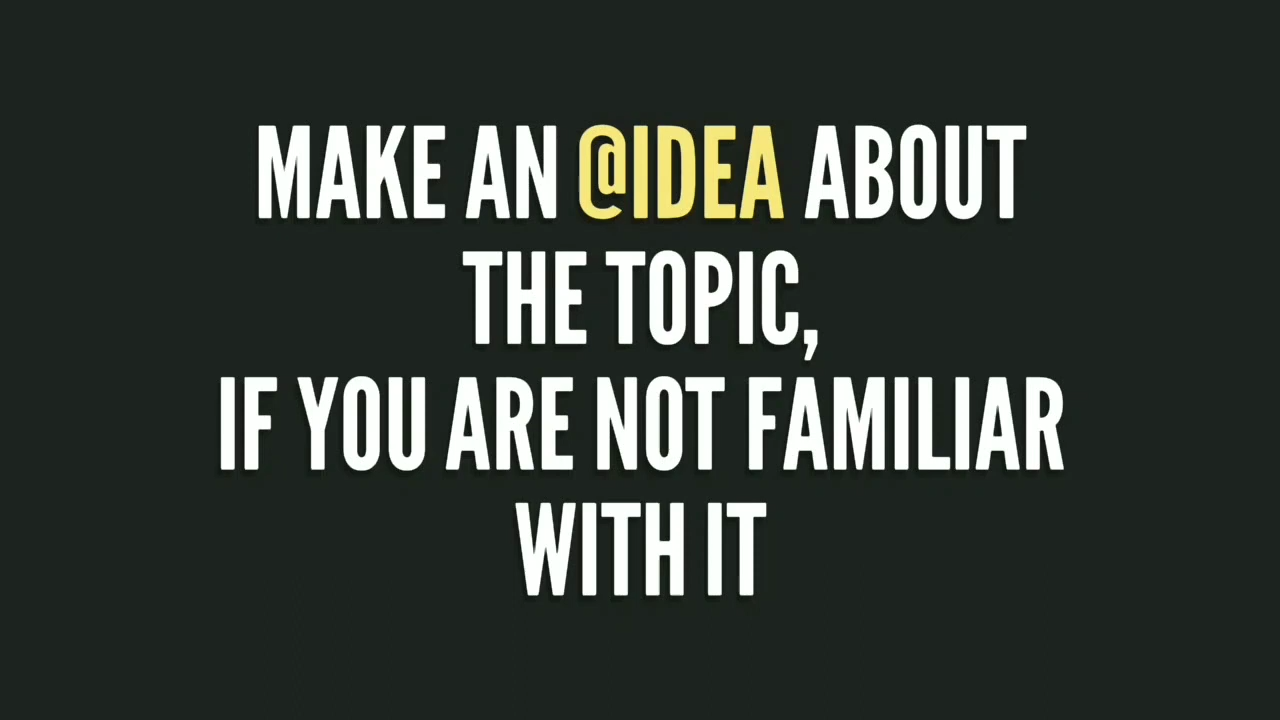 MAKE AN @IDEA ABOUT
THE TOPIC,
IF YOU ARE NOT FAMILIAR
WITH IT